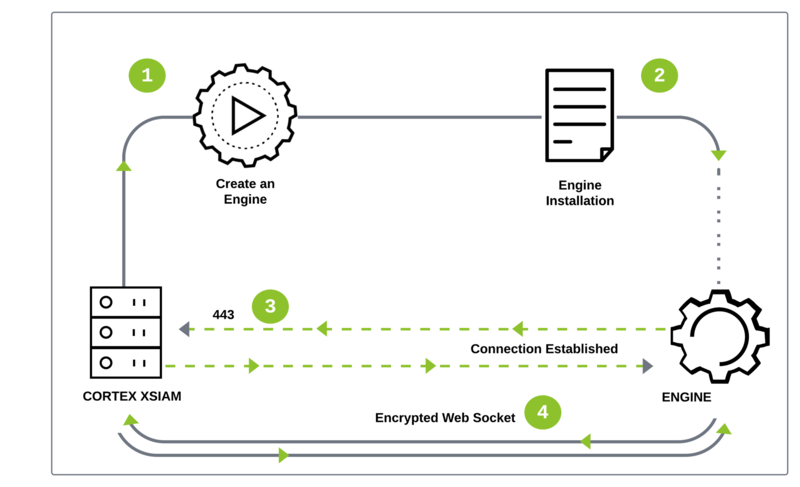 1
2
Create an
Engine
Engine
Installation
443
3
Connection Established
CORTEX XSIAM
ENGINE
Encrypted Web Socket
4